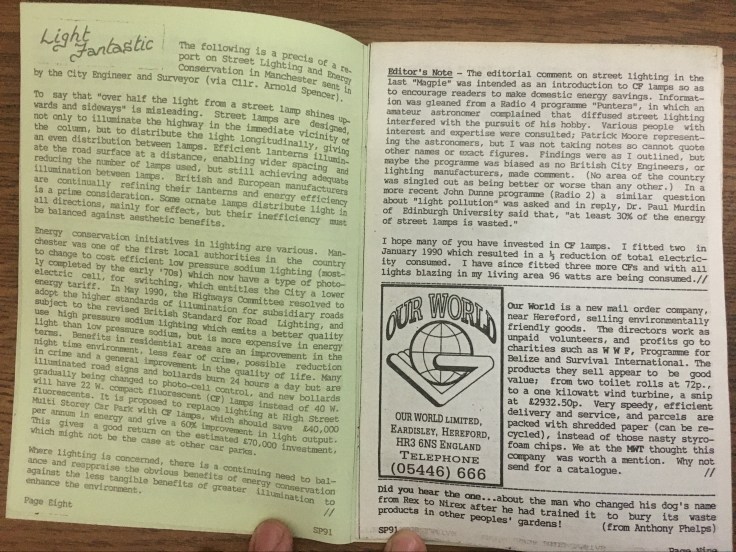 Light
Fantastic
The following is a precis of a re-
port on Street Lighting and Energy
Conservation in Manchester sent in
by the City Engineer and Surveyor (via Cllr. Arnold Spencer).
To say that "over half the light from a street lamp shines up-
wards and sideways" is misleading. Street lamps are designed,
not only to illuminate the highway in the immediate vicinity of
the column, but to distribute the light longitudinally, giving
an even distribution between lamps. Efficient lanterns illumin-
ate the road surface at a distance, enabling wider spacing and
reducing the number of lamps used, but still achieving adequate
illumination between lamps. British and European manufacturers
are continually refining their lanterns and energy efficiency
is a prime consideration. Some ornate lamps distribute light in
all directions, mainly for effect, but their inefficiency must
be balanced against aesthetic benefits.
Energy conservation initiatives in lighting are various. Man-
chester was one of the first local authorities in the country
to change to cost efficient low pressure sodium lighting (most-
ly completed by the early '70s) which now have a type of photo-
electric cell, for switching, which entitles the City a lower
energy tariff. In May 1990, the Highways Committee resolved to
adopt the higher standards of illumination for subsidiary roads
subject to the revised British Standard for Road Lighting, and
use high pressure sodium lighting which emits a better quality
light than low pressure sodium, but is more expensive in energy
terms. Benefits in residential areas are an improvement in the
night time environment, less fear of crime, possible reduction
in crime and a general improvement in the quality of life. Many
illuminated road signs and bollards burn 24 hours a day but are
gradually being changed to photo-cell control, and new bollards
will have 22 W. compact fluorescent (CF) lamps instead of 40 W.
fluorescents. It is proposed to replace lighting at High Street
Multi Storey Car Park with CF lamps, which should save £40,000
per annum in energy and give a 60% improvement in light output.
This gives a good return on the estimated £70.000 investment,
which might not be the case at other car parks.
Where lighting is concerned, there is a continuing need to bal-
ance and reappraise the obvious benefits of energy conservation
against the less tangible benefits of greater illumination to
enhance the environment. //
Page Eight
SP91
Editor's Note - The editorial comment on street lighting in the
last "Magpie" was intended as an introduction to CF lamps so as
to encourage readers to make domestic energy savings. Informat-
ion was gleaned from a Radio 4 programme "Punters", in which an
amateur astronomer complained that diffused street lighting
interfered with the pursuit of his hobby. Various people with
interest and expertise were consulted; Patrick Moore represent-
ing the astronomers, but I was not taking notes so cannot quote
other names or exact figures. Findings were as I outlined, but
maybe the programme was biased as no British City Engineers, or
lighting manufacturers, made comment. (No area of the country
was singled out as being better or worse than any other.) In a
more recent John Dunne programme (Radio 2) a similar question
about "light pollution" was asked and in reply, Dr. Paul Murdin
of Edinburgh University said that, "at least 30% of the energy
of street lamps is wasted."
I hope many of you have invested in CF lamps. I fitted two in
January 1990 which resulted in a ⅓ reduction of total electric-
ity consumed. I have since fitted three more CFs and with all
lights blazing in my living area 96 watts are being consumed.//
OUR WORLD
OUR WORLD LIMITED,
EARDISLEY, HEREFORD,
HR3 6NS ENGLAND
TELEPHONE
(05446) 666
Our World is a new mail order company,
near Hereford, selling environmentally
friendly goods. The directors work as
unpaid volunteers, and profits go to
charities such as W W F, Programme for
Belize and Survival International. The
products they sell appear to be good
value; from two toilet rolls at 72p.,
to a one kilowatt wind turbine, a snip
at £2932.50p. Very speedy, efficient
delivery and service, and parcels are
packed with shredded paper (can be re-
cycled), instead of those nasty styro-
foam chips. We at the MWT thought this
company was worth a mention. Why not
send for a catalogue. //
Did you hear the one...about the man who changed his dog's name
from Rex to Nirex after he had trained it to bury its waste
products in other peoples' gardens! (from Anthony Phelps)
SP91
Page Nine